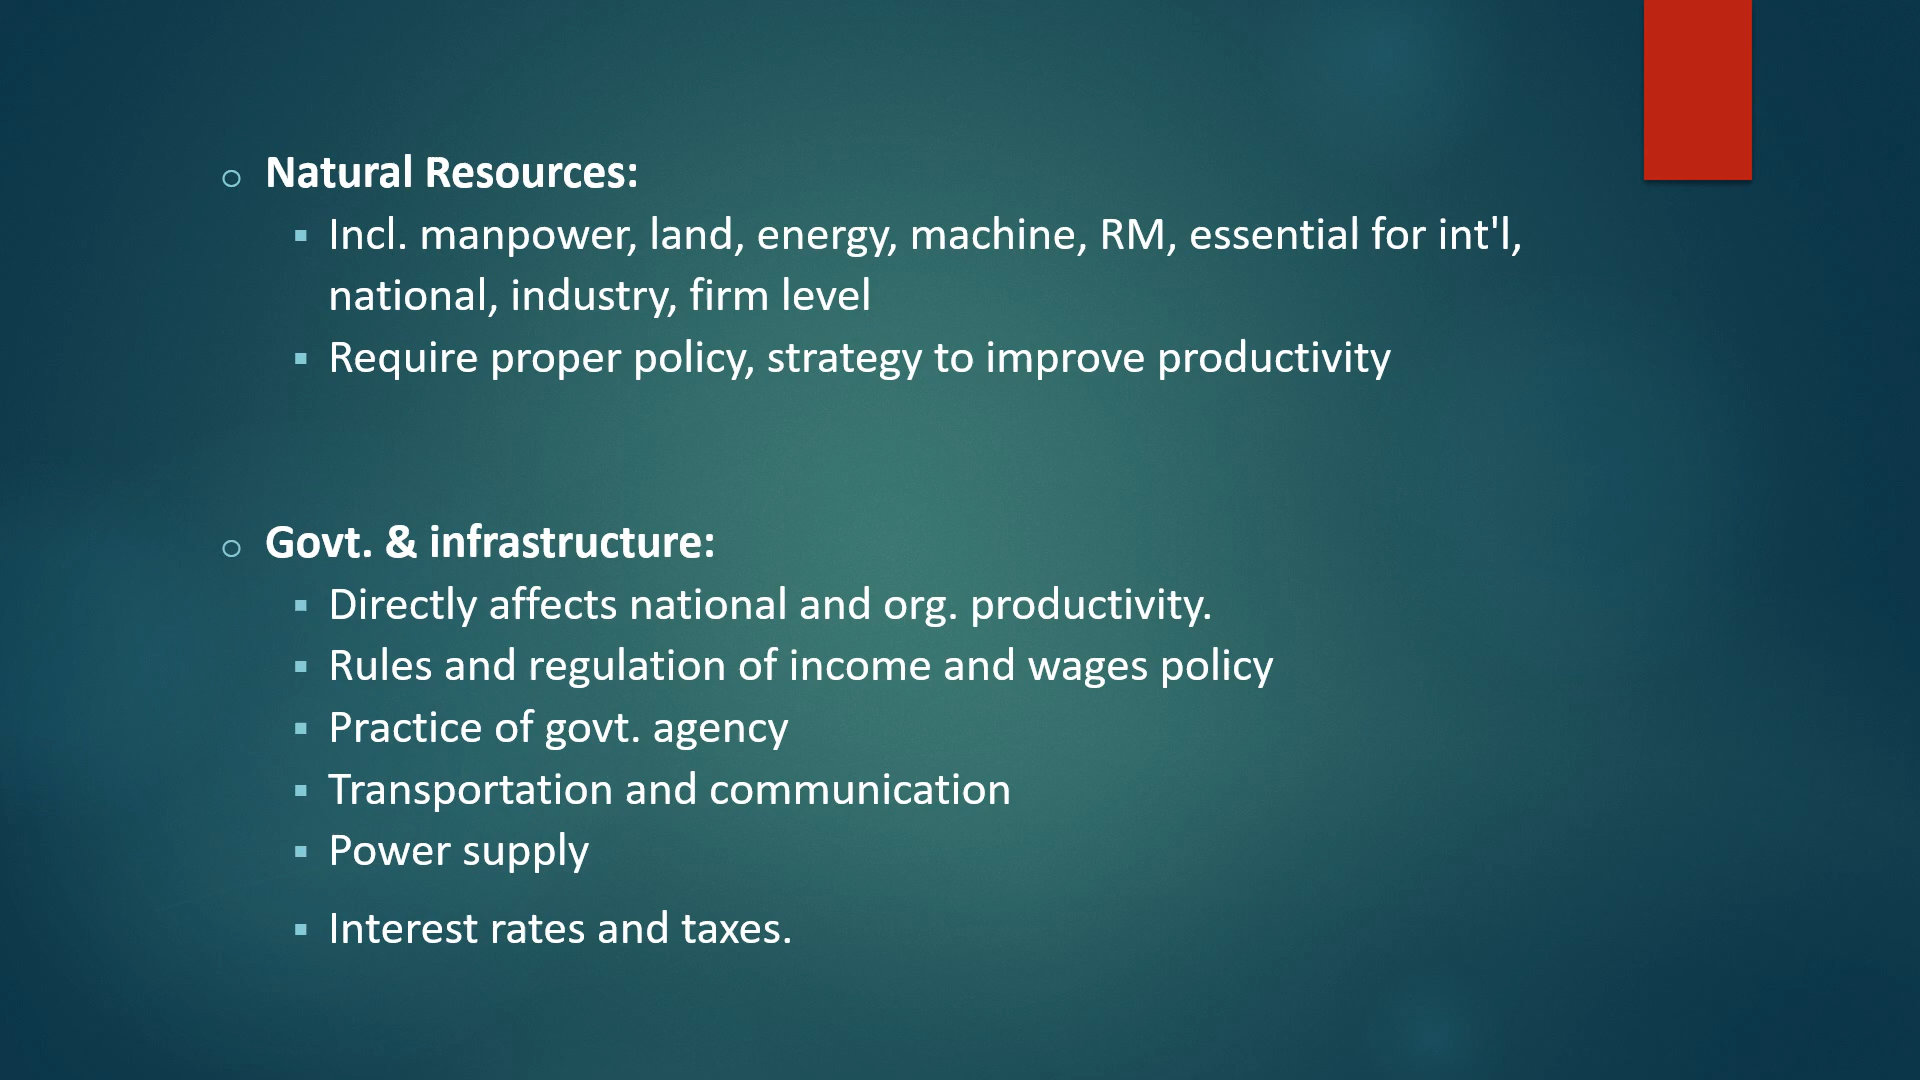 Natural Resources:
Incl. manpower, land, energy, machine, RM, essential for int'l,
national, industry, firm level
Require proper policy, strategy to improve productivity
Govt. & infrastructure:
Directly affects national and org. productivity.
Rules and regulation of income and wages policy
Practice of govt. agency
Transportation and communication
Power supply
Interest rates and taxes.